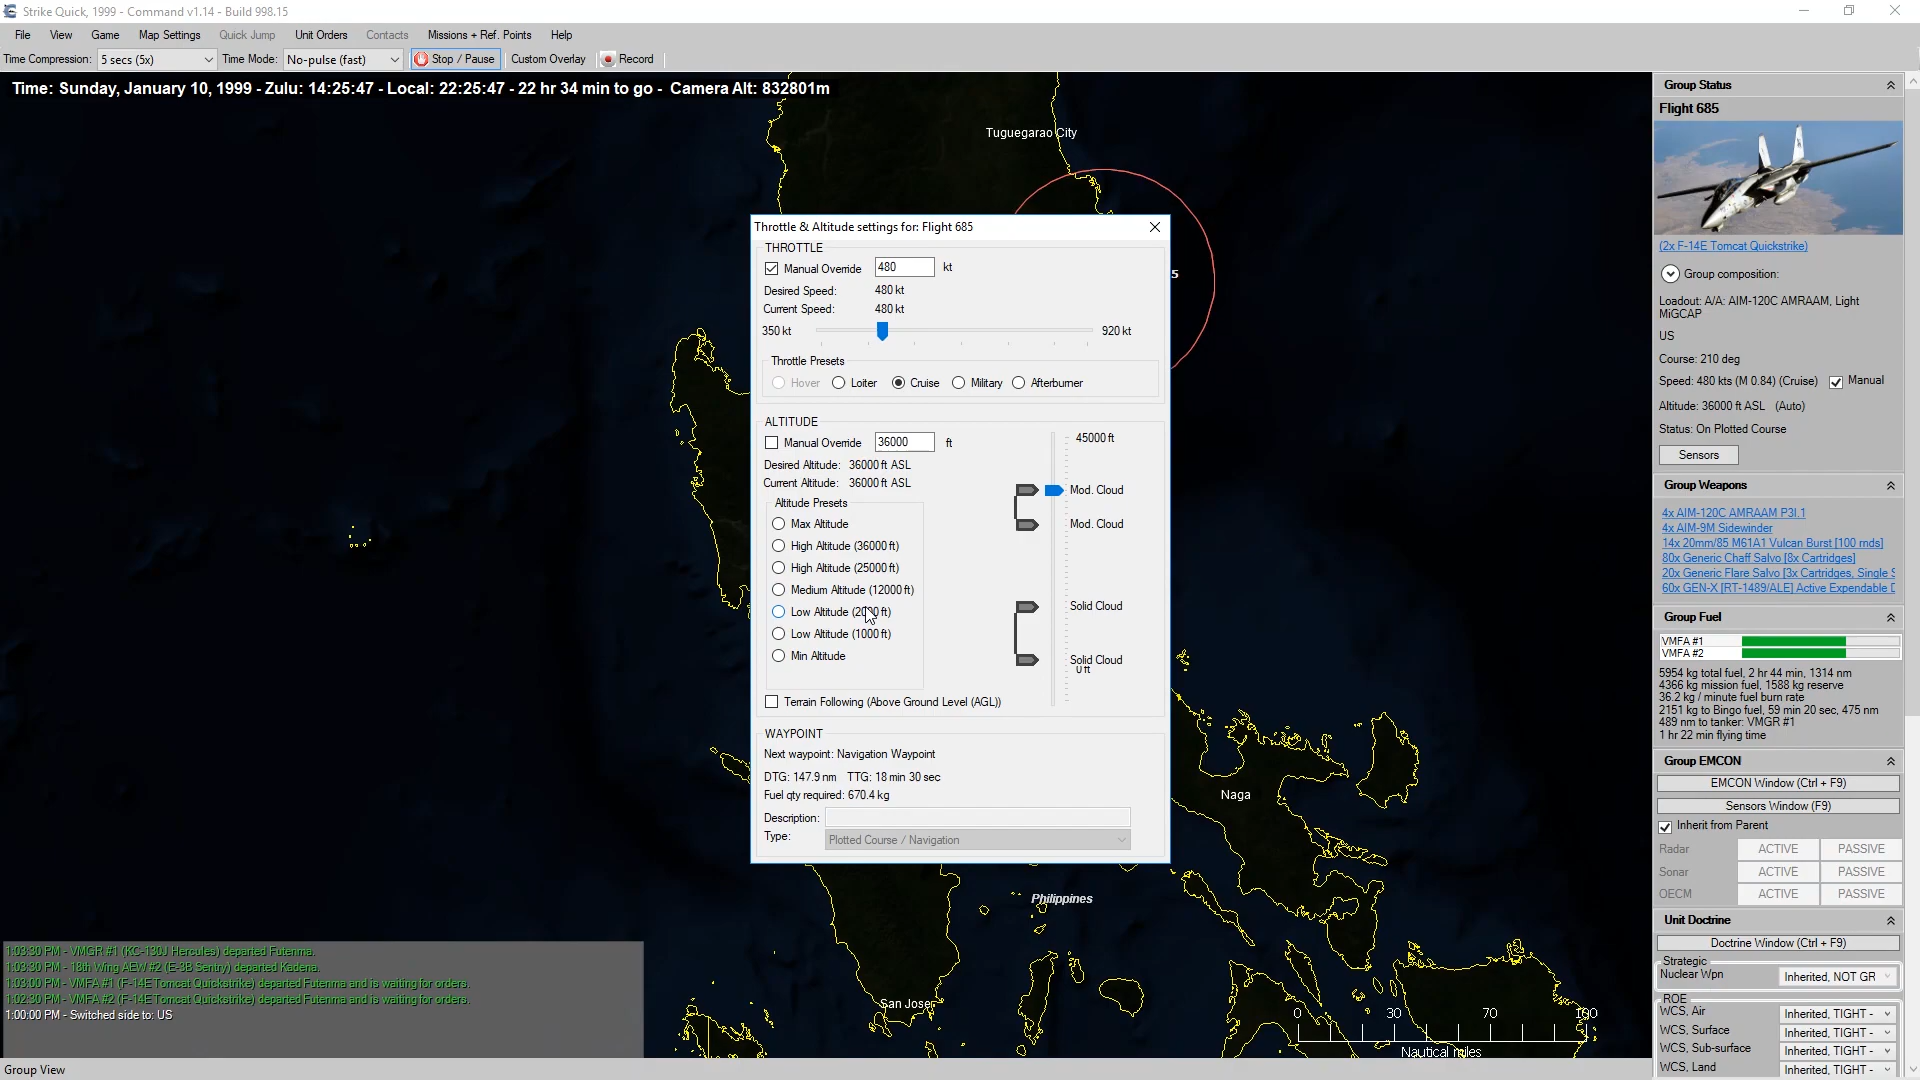 Strike Quick, 1999 - Command v1.14 - Build 998.15
File View Game Map Settings Quick Jump Unit Orders Contacts Missions + Ref. Points Help
Time Compression: 5 secs (5x) Time Mode: No-pulse (fast) Stop / Pause Custom Overlay Record
Time: Sunday, January 10, 1999 - Zulu: 14:25:47 - Local: 22:25:47 - 22 hr 34 min to go - Camera Alt: 832801m
Tuguegarao City
5
Naga
Philippines
San Jose
0 30 70 100
Nautical miles
Throttle & Altitude settings for: Flight 685
THROTTLE
Manual Override 480 kt
Desired Speed: 480 kt
Current Speed: 480 kt
350 kt 920 kt
Throttle Presets
Hover Loiter Cruise Military Afterburner
ALTITUDE
Manual Override 36000 ft
Desired Altitude: 36000 ft ASL
Current Altitude: 36000 ft ASL
Altitude Presets
Max Altitude
High Altitude (36000 ft)
High Altitude (25000 ft)
Medium Altitude (12000 ft)
Low Altitude (2000 ft)
Low Altitude (1000 ft)
Min Altitude
45000 ft
Mod. Cloud
Mod. Cloud
Solid Cloud
Solid Cloud
0 ft
Terrain Following (Above Ground Level (AGL))
WAYPOINT
Next waypoint: Navigation Waypoint
DTG: 147.9 nm TTG: 18 min 30 sec
Fuel qty required: 670.4 kg
Description:
Type: Plotted Course / Navigation
Group Status
Flight 685
(2x F-14E Tomcat Quickstrike)
Group composition:
Loadout: A/A: AIM-120C AMRAAM, Light
MiGCAP
US
Course: 210 deg
Speed: 480 kts (M 0.84) (Cruise) Manual
Altitude: 36000 ft ASL (Auto)
Status: On Plotted Course
Sensors
Group Weapons
4x AIM-120C AMRAAM P3I.1
4x AIM-9M Sidewinder
14x 20mm/85 M61A1 Vulcan Burst [100 rnds]
80x Generic Chaff Salvo [8x Cartridges]
20x Generic Flare Salvo [3x Cartridges, Single S
60x GEN-X [RT-1489/ALE] Active Expendable D
Group Fuel
VMFA #1
VMFA #2
5954 kg total fuel, 2 hr 44 min, 1314 nm
4366 kg mission fuel, 1588 kg reserve
36.2 kg / minute fuel burn rate
2151 kg to Bingo fuel, 59 min 20 sec, 475 nm
489 nm to tanker: VMGR #1
1 hr 22 min flying time
Group EMCON
EMCON Window (Ctrl + F9)
Sensors Window (F9)
Inherit from Parent
Radar ACTIVE PASSIVE
Sonar ACTIVE PASSIVE
OECM ACTIVE PASSIVE
Unit Doctrine
Doctrine Window (Ctrl + F9)
Strategic
Nuclear Wpn Inherited, NOT GR
ROE
WCS, Air Inherited, TIGHT -
WCS, Surface Inherited, TIGHT -
WCS, Sub-surface Inherited, TIGHT -
WCS, Land Inherited, TIGHT -
1:03:30 PM - VMGR #1 (KC-130J Hercules) departed Futenma.
1:03:30 PM - 18th Wing AEW #2 (E-3B Sentry) departed Kadena.
1:03:00 PM - VMFA #1 (F-14E Tomcat Quickstrike) departed Futenma and is waiting for orders.
1:02:30 PM - VMFA #2 (F-14E Tomcat Quickstrike) departed Futenma and is waiting for orders.
1:00:00 PM - Switched side to: US
Group View